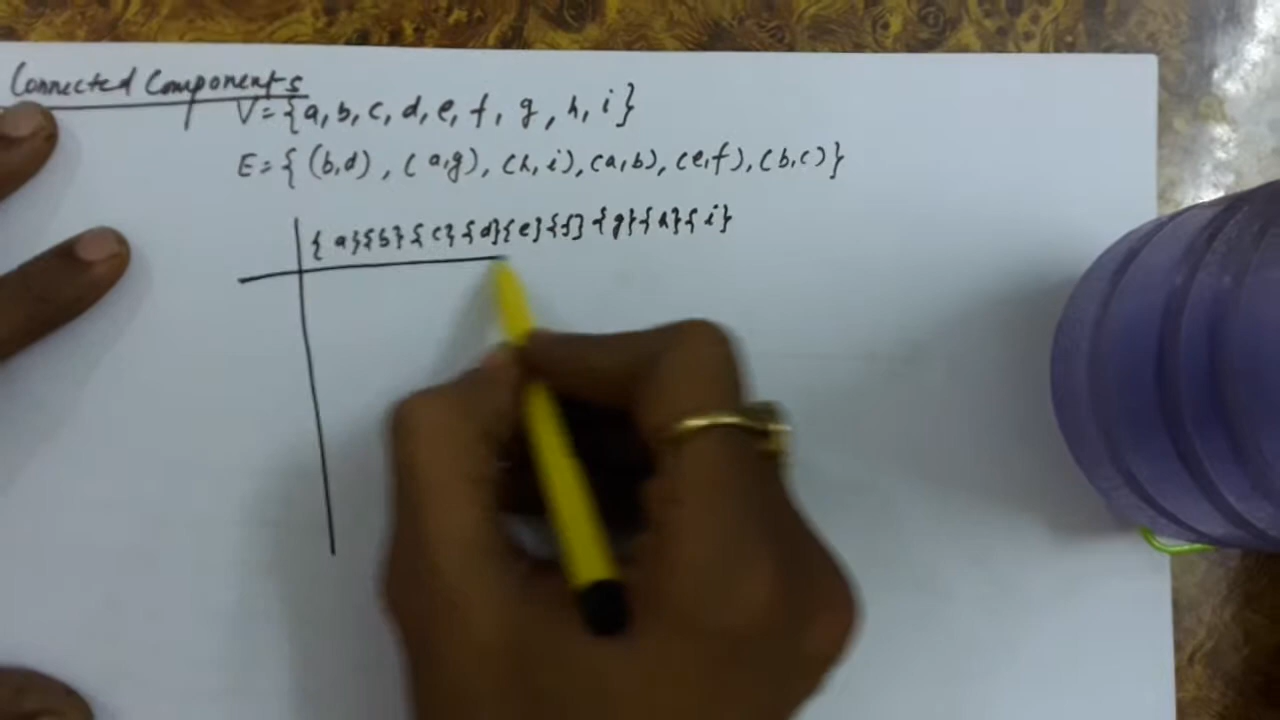 Connected Components
V = {a, b, c, d, e, f, g, h, i}
E = { (b,d), (a,g), (h,i), (a,b), (e,f), (b,c) }
{a}{b}{c}{d}{e}{f}{g}{h}{i}